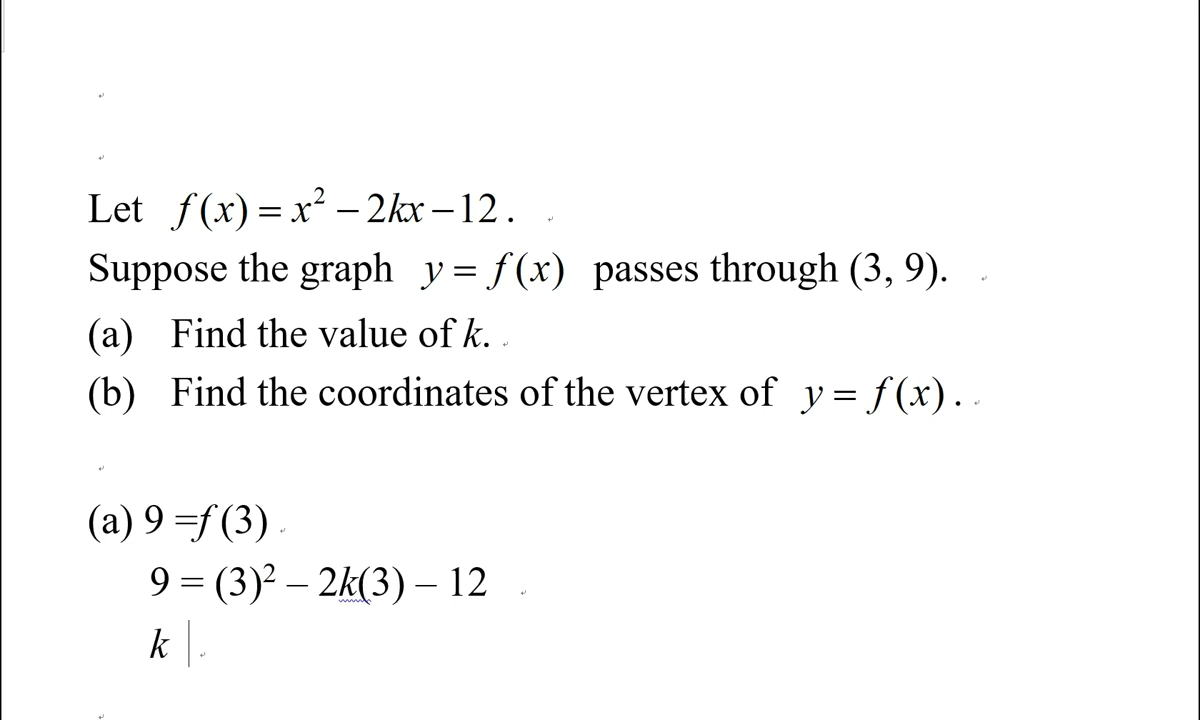 Let f(x) = x² – 2kx – 12.
Suppose the graph y = f(x) passes through (3, 9).
(a) Find the value of k.
(b) Find the coordinates of the vertex of y = f(x).
(a) 9 = f (3)
9 = (3)² – 2k(3) – 12
k